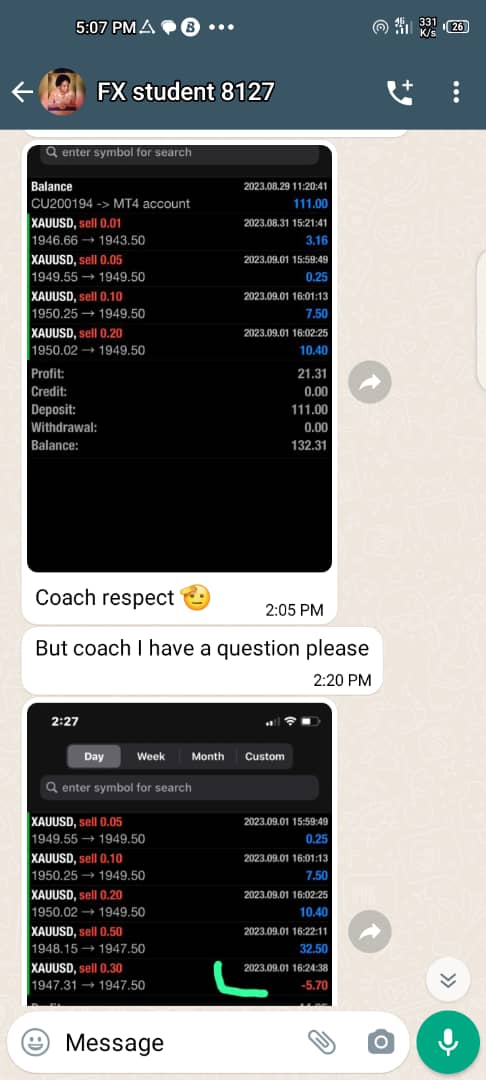 5:07 PM
331
K/s
26
FX student 8127
enter symbol for search
Balance 2023.08.29 11:20:41
CU200194 -> MT4 account 111.00
XAUUSD, sell 0.01 2023.08.31 15:21:41
1946.66 → 1943.50 3.16
XAUUSD, sell 0.05 2023.09.01 15:59:49
1949.55 → 1949.50 0.25
XAUUSD, sell 0.10 2023.09.01 16:01:13
1950.25 → 1949.50 7.50
XAUUSD, sell 0.20 2023.09.01 16:02:25
1950.02 → 1949.50 10.40
Profit: 21.31
Credit: 0.00
Deposit: 111.00
Withdrawal: 0.00
Balance: 132.31
Coach respect 🫡
2:05 PM
But coach I have a question please
2:20 PM
2:27
Day Week Month Custom
enter symbol for search
XAUUSD, sell 0.05 2023.09.01 15:59:49
1949.55 → 1949.50 0.25
XAUUSD, sell 0.10 2023.09.01 16:01:13
1950.25 → 1949.50 7.50
XAUUSD, sell 0.20 2023.09.01 16:02:25
1950.02 → 1949.50 10.40
XAUUSD, sell 0.50 2023.09.01 16:22:11
1948.15 → 1947.50 32.50
XAUUSD, sell 0.30 2023.09.01 16:24:38
1947.31 → 1947.50 -5.70
Message